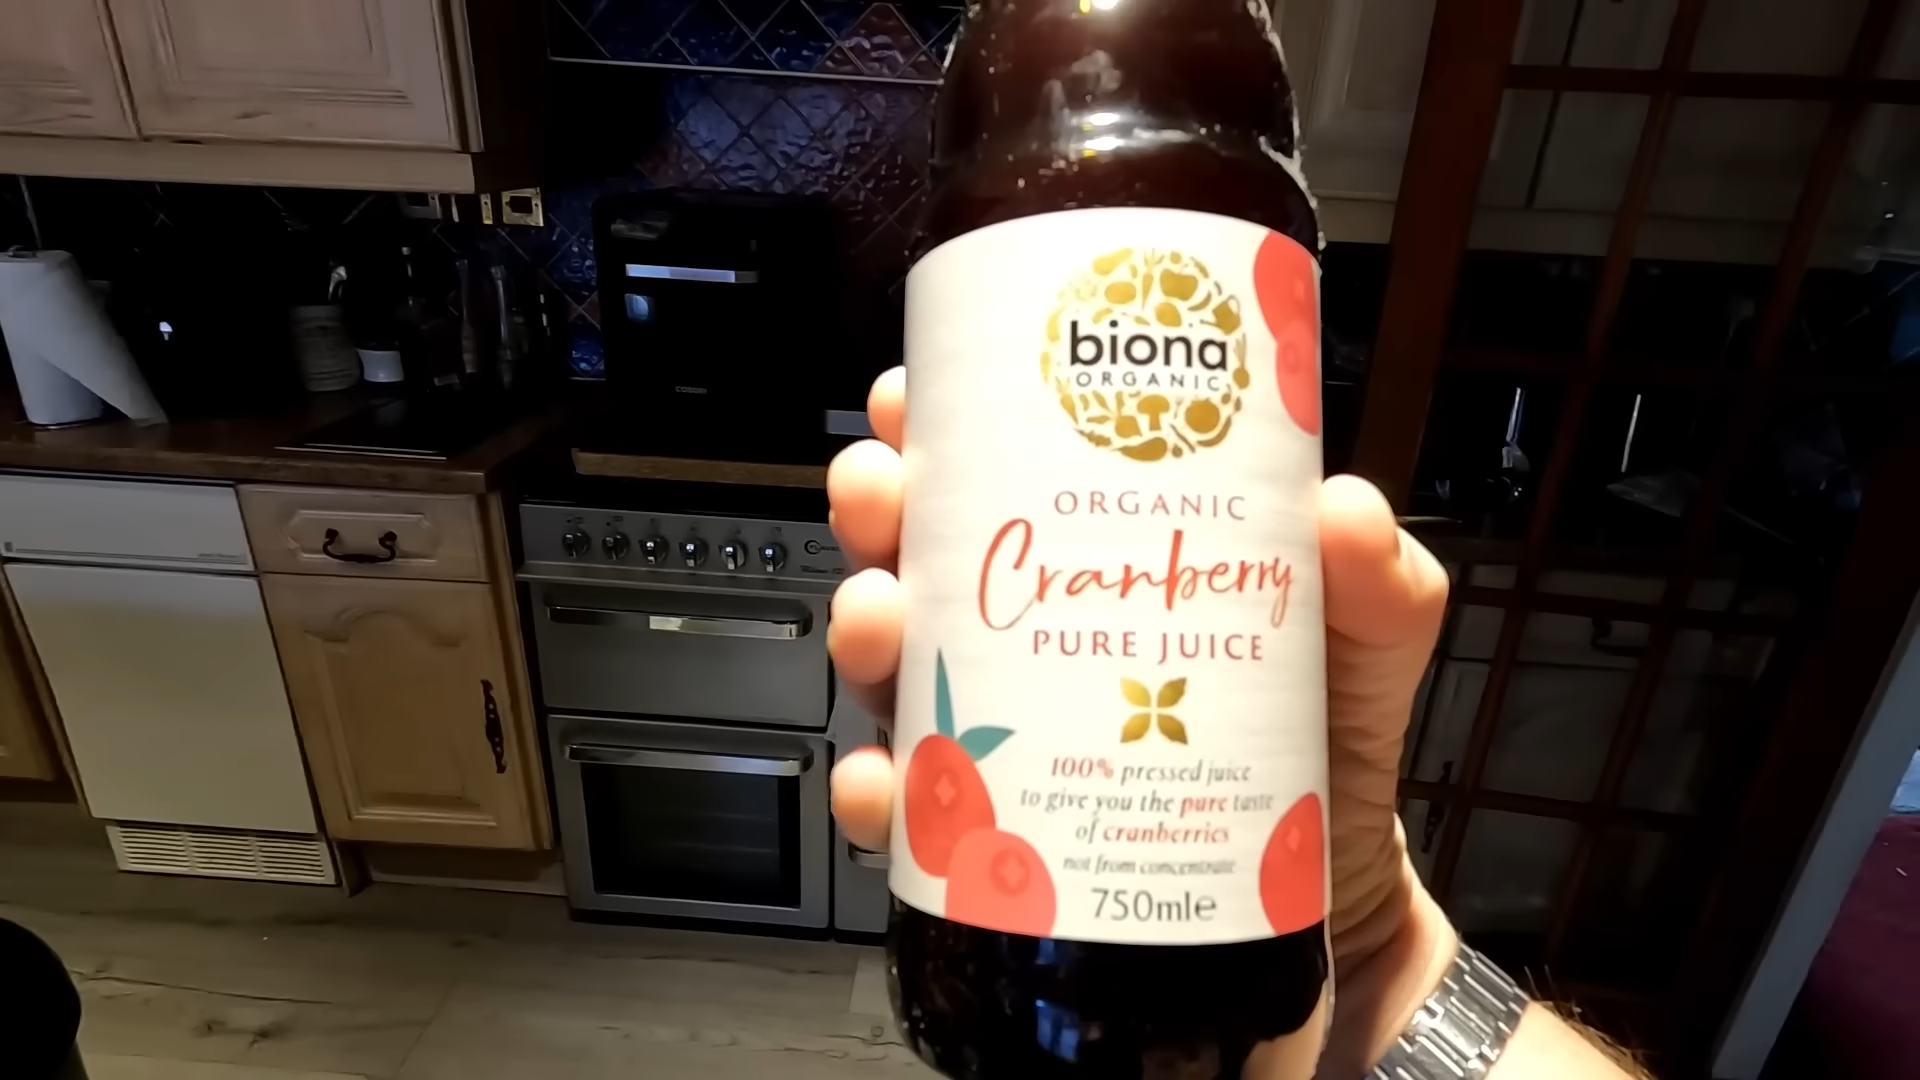 biona
ORGANIC
ORGANIC
Cranberry
PURE JUICE
100% pressed juice
to give you the pure taste
of cranberries
not from concentrate
750mle
COSORI